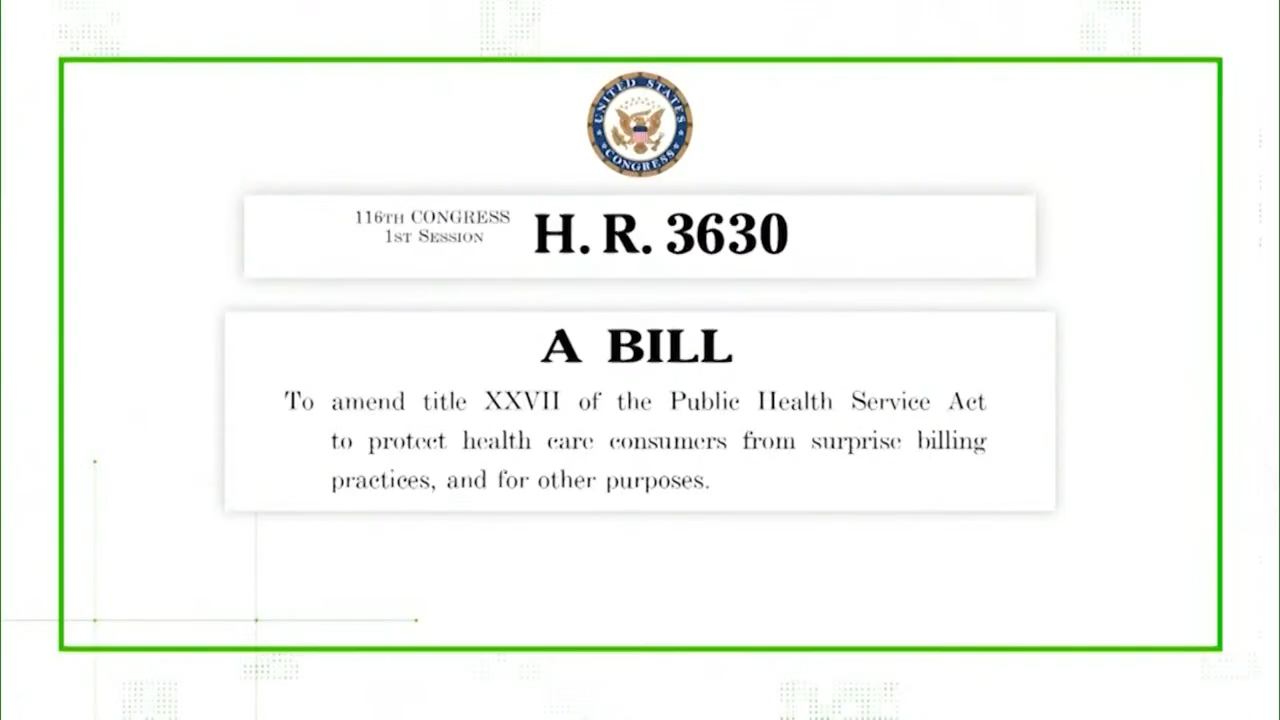 UNITED STATES
CONGRESS
116TH CONGRESS
1ST SESSION
H. R. 3630
A BILL
To amend title XXVII of the Public Health Service Act
to protect health care consumers from surprise billing
practices, and for other purposes.